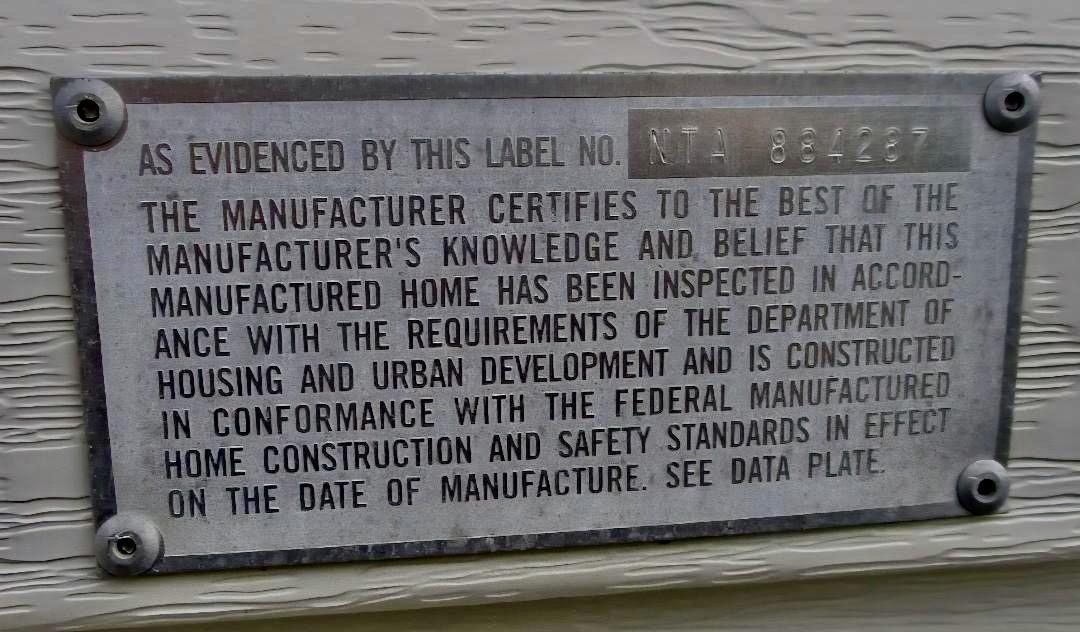 AS EVIDENCED BY THIS LABEL NO. NTA 884287
THE MANUFACTURER CERTIFIES TO THE BEST OF THE
MANUFACTURER'S KNOWLEDGE AND BELIEF THAT THIS
MANUFACTURED HOME HAS BEEN INSPECTED IN ACCORD-
ANCE WITH THE REQUIREMENTS OF THE DEPARTMENT OF
HOUSING AND URBAN DEVELOPMENT AND IS CONSTRUCTED
IN CONFORMANCE WITH THE FEDERAL MANUFACTURED
HOME CONSTRUCTION AND SAFETY STANDARDS IN EFFECT
ON THE DATE OF MANUFACTURE. SEE DATA PLATE.